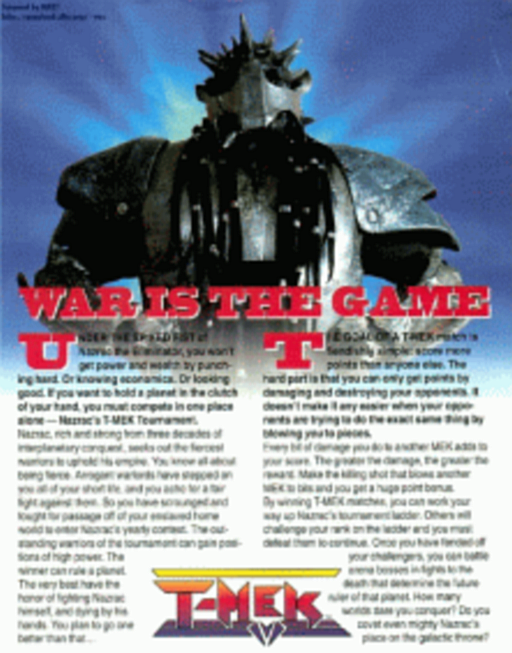 WAR IS THE GAME
UNDER THE SPIKED FIST of
Nazrac the Eliminator, you won't
get power and wealth by punch-
ing hard. Or knowing economics. Or looking
good. If you want to hold a planet in the clutch
of your hand, you must compete in one place
alone — Nazrac's T-MEK Tournament.
Nazrac, rich and strong from three decades of
interplanetary conquest, seeks out the fiercest
warriors to uphold his empire. You know all about
being fierce. Arrogant warlords have stepped on
you all of your short life, and you ache for a fair
fight against them. So you have scrounged and
fought for passage off of your enslaved home
world to enter Nazrac's yearly contest. The out-
standing warriors of the tournament can gain posi-
tions of high power. The
winner can rule a planet.
The very best have the
honor of fighting Nazrac
himself, and dying by his
hands. You plan to go one
better than that...
THE GOAL OF A T-MEK match is
fiendishly simple: score more
points than anyone else. The
hard part is that you can only get points by
damaging and destroying your opponents. It
doesn't make it any easier when your oppo-
nents are trying to do the exact same thing by
blowing you to pieces.
Every bit of damage you do to another MEK adds to
your score. The greater the damage, the greater the
reward. Make the killing shot that blows another
MEK to bits and you get a huge point bonus.
By winning T-MEK matches, you can work your
way up Nazrac's tournament ladder. Others will
challenge your rank on the ladder and you must
defeat them to continue. Once you have fended off
your challengers, you can battle
arena bosses in fights to the
death that determine the future
ruler of that planet. How many
worlds dare you conquer? Do you
covet even mighty Nazrac's
place on the galactic throne?
T-MEK